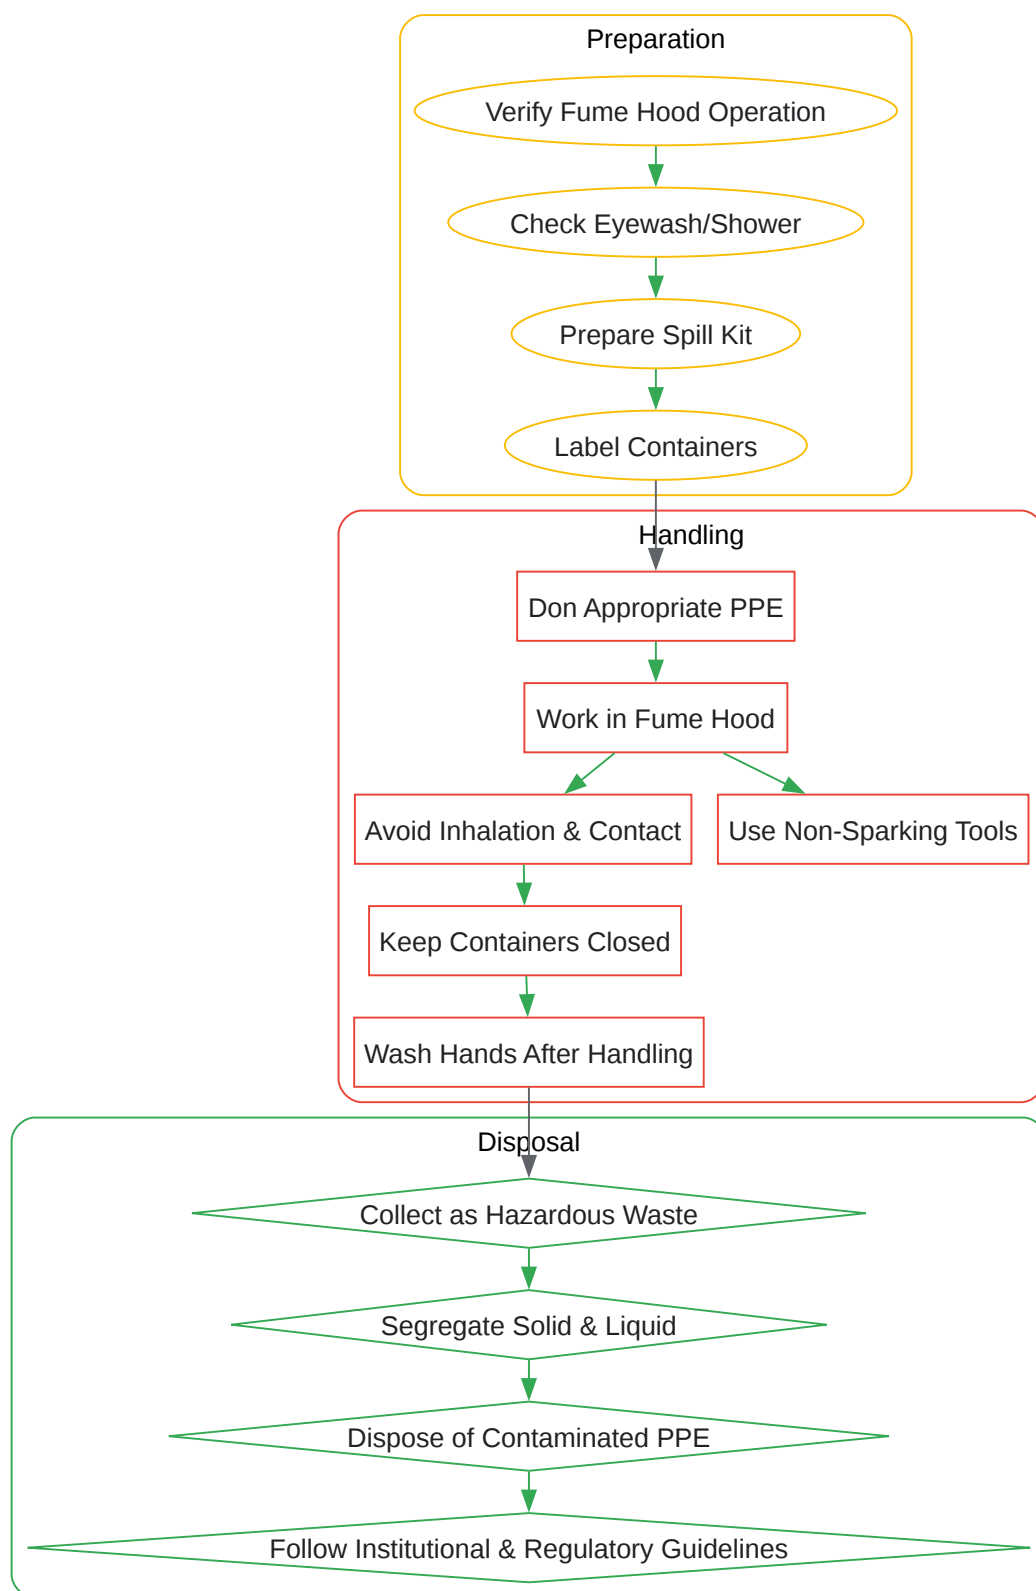 Preparation
Verify Fume Hood Operation
Check Eyewash/Shower
Prepare Spill Kit
Label Containers
Handling
Don Appropriate PPE
Work in Fume Hood
Avoid Inhalation & Contact
Use Non-Sparking Tools
Keep Containers Closed
Wash Hands After Handling
Disposal
Collect as Hazardous Waste
Segregate Solid & Liquid
Dispose of Contaminated PPE
Follow Institutional & Regulatory Guidelines